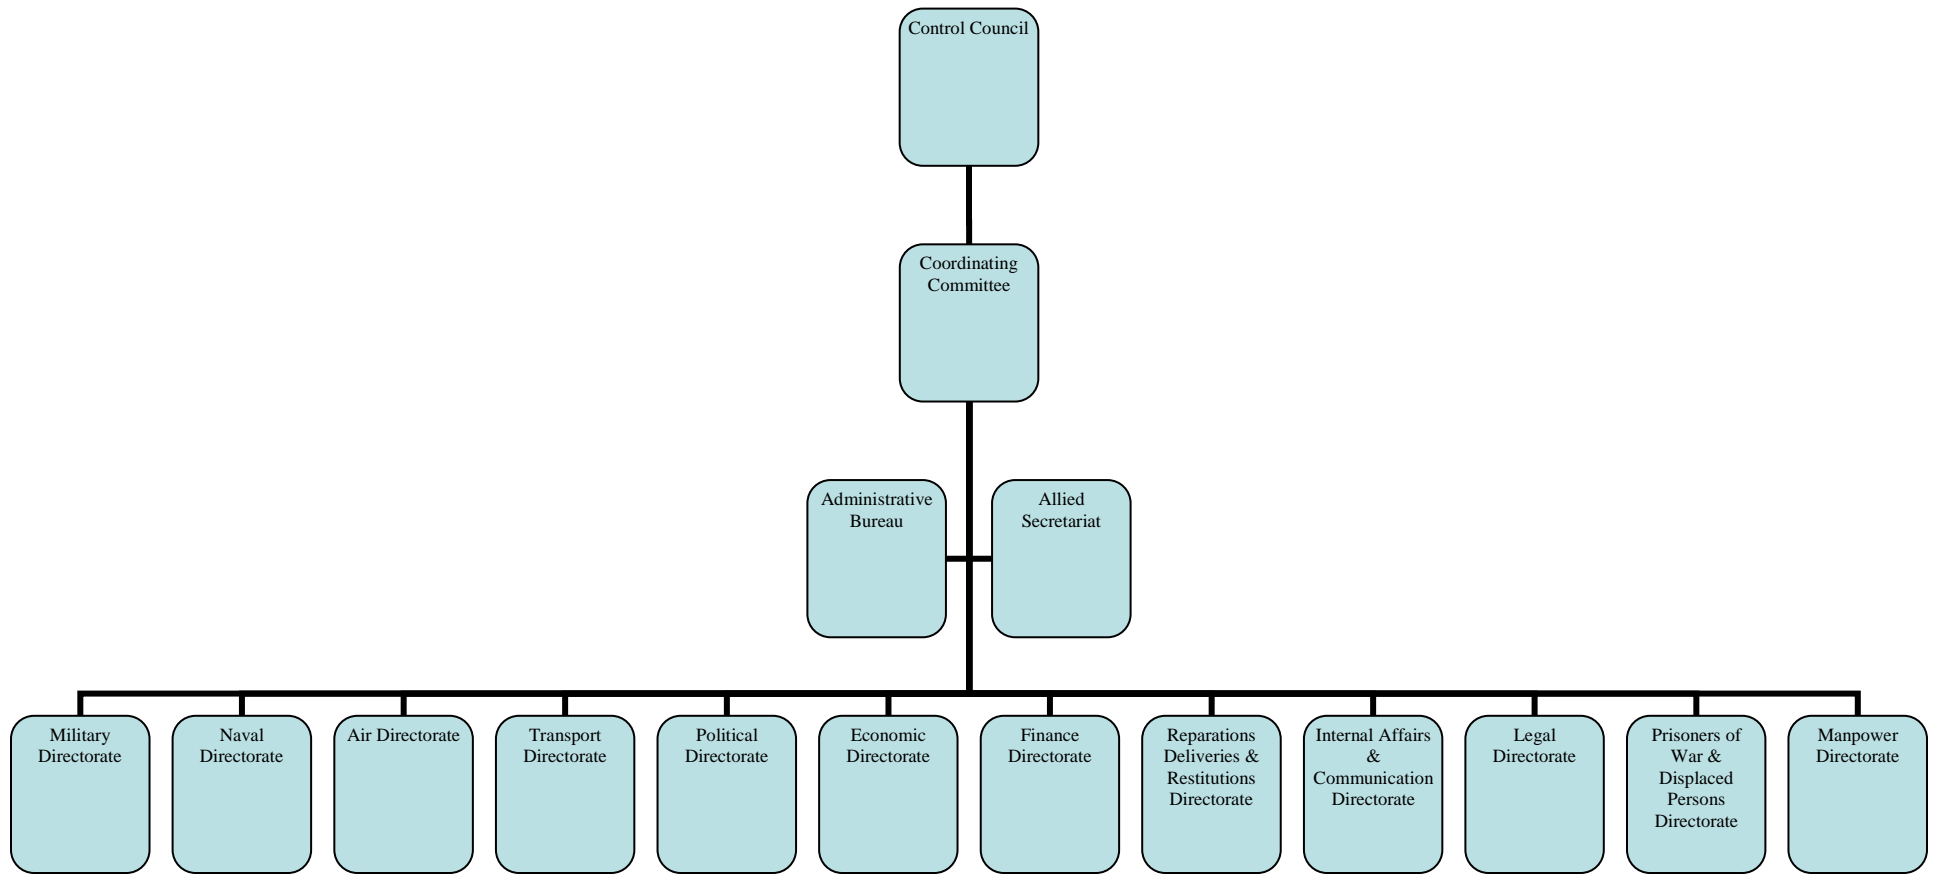 Control Council
Coordinating
Committee
Administrative
Bureau
Allied
Secretariat
Military
Directorate
Naval
Directorate
Air Directorate
Transport
Directorate
Political
Directorate
Economic
Directorate
Finance
Directorate
Reparations
Deliveries &
Restitutions
Directorate
Internal Affairs
&
Communication
Directorate
Legal
Directorate
Prisoners of
War &
Displaced
Persons
Directorate
Manpower
Directorate